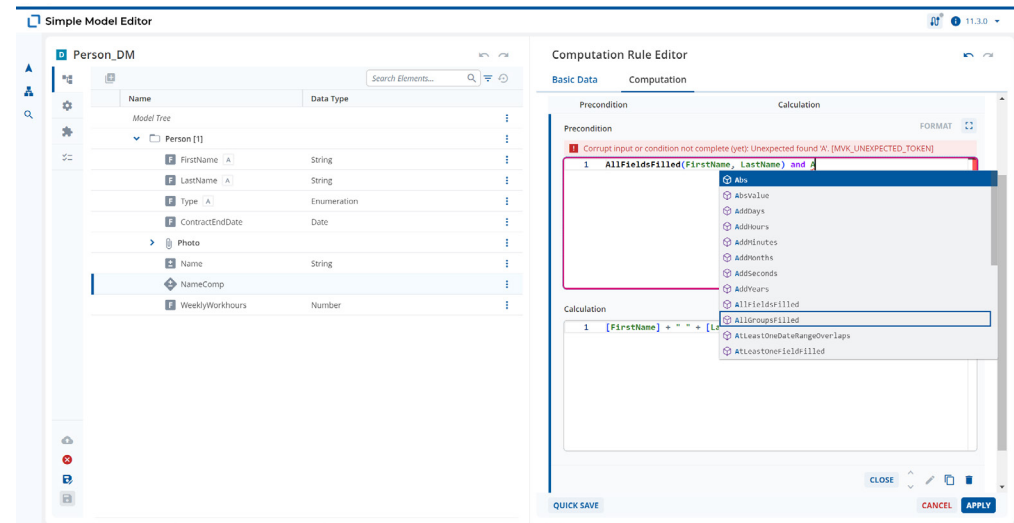 Simple Model Editor
11.3.0
D Person_DM
Search Elements...
Name Data Type
Model Tree
Person [1]
F FirstName A String
F LastName A String
F Type A Enumeration
F ContractEndDate Date
Photo
Name String
NameComp
F WeeklyWorkhours Number
Computation Rule Editor
Basic Data Computation
Precondition Calculation
Precondition FORMAT
Corrupt input or condition not complete (yet): Unexpected found 'A'. [MVK_UNEXPECTED_TOKEN]
1 AllFieldsFilled(FirstName, LastName) and A
Abs
AbsValue
AddDays
AddHours
AddMinutes
AddMonths
AddSeconds
AddYears
AllFieldsFilled
AllGroupsFilled
AtLeastOneDateRangeOverlaps
AtLeastOneFieldFilled
Calculation
1 [FirstName] + " " + [La
CLOSE
QUICK SAVE CANCEL APPLY